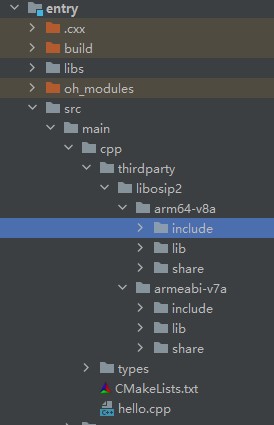 entry
.cxx
build
libs
oh_modules
src
main
cpp
thirdparty
libosip2
arm64-v8a
include
lib
share
armeabi-v7a
include
lib
share
types
CMakeLists.txt
hello.cpp